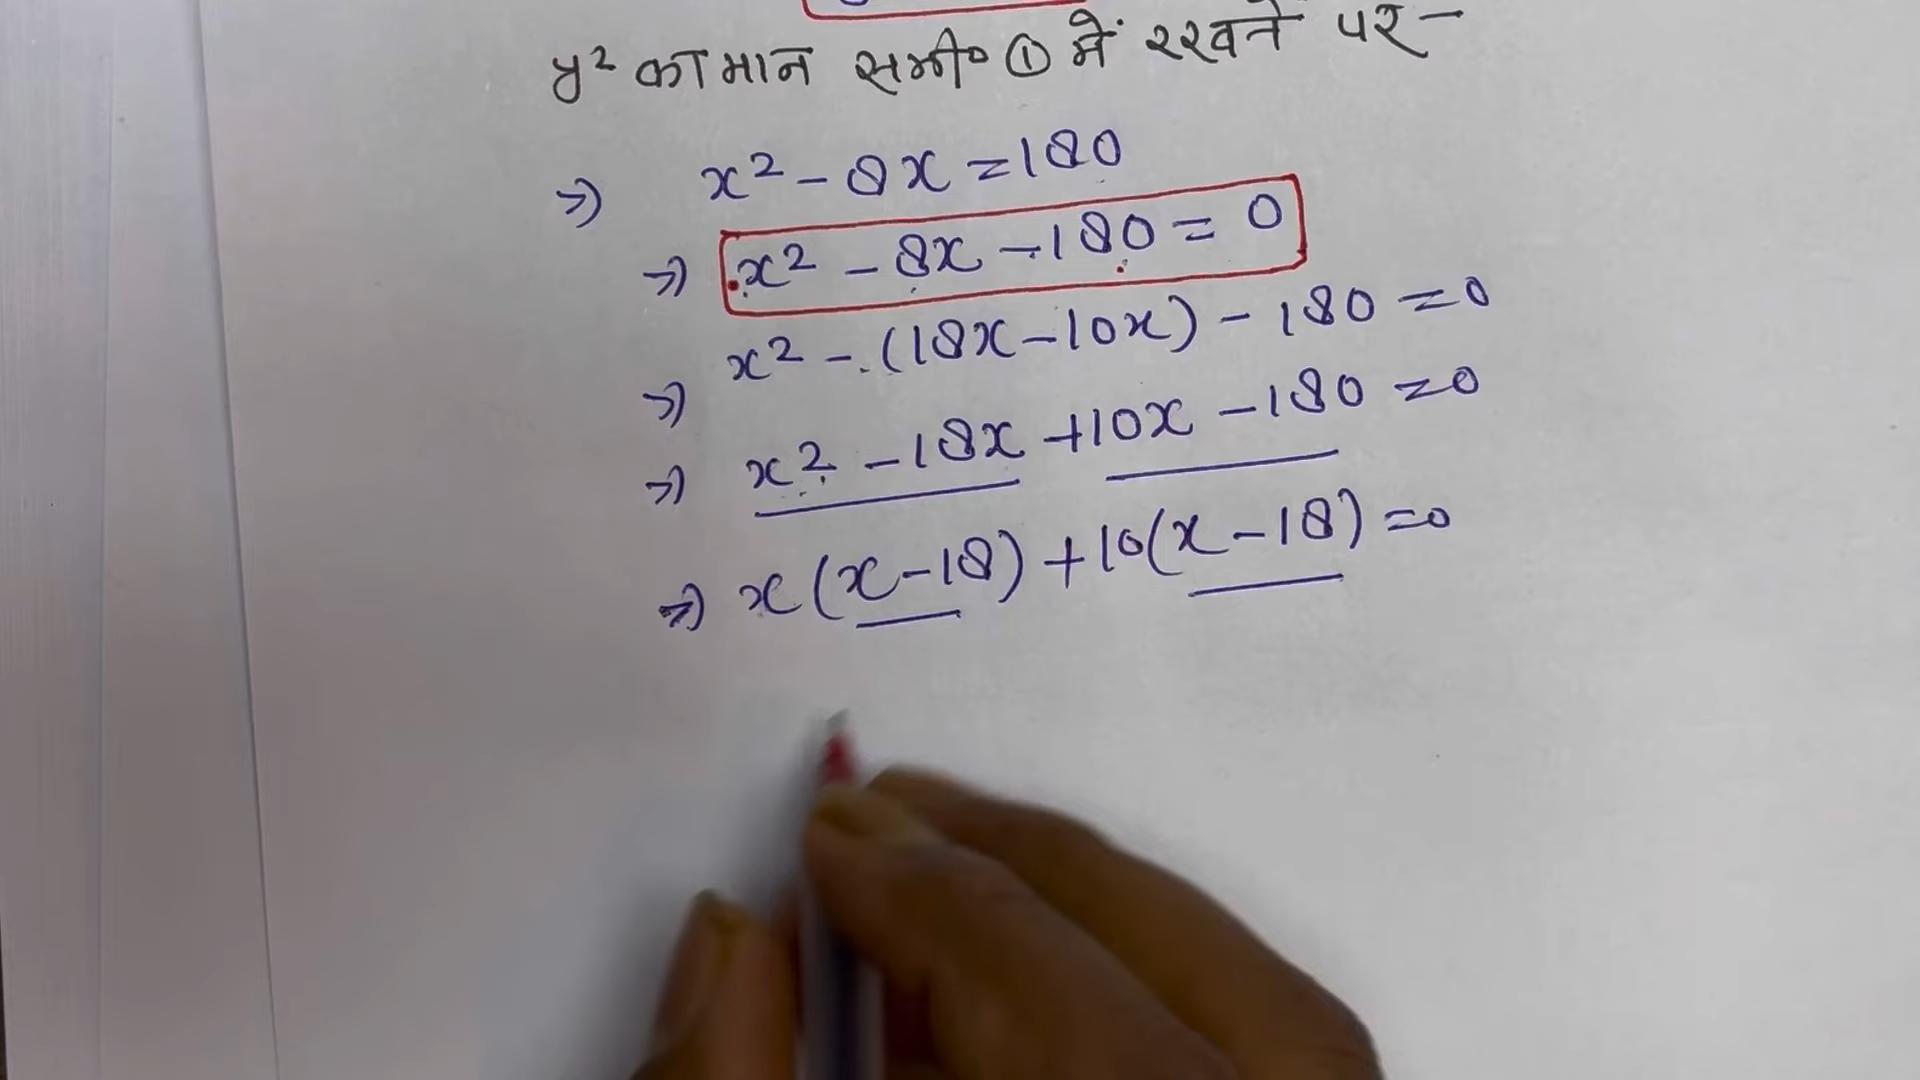 y² का मान समी० ① में रखने पर-
⇒ x² - 8x = 180
⇒ x² - 8x - 180 = 0
⇒ x² - (18x - 10x) - 180 = 0
⇒ x² - 18x + 10x - 180 = 0
⇒ x(x-18) + 10(x-18) = 0